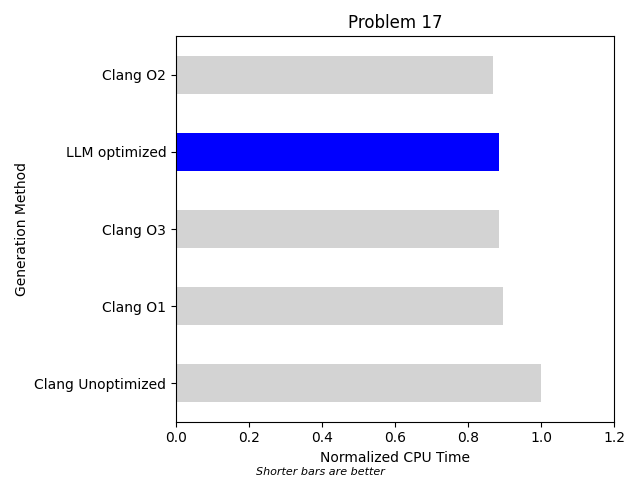 Problem 17
Generation Method
Clang O2
LLM optimized
Clang O3
Clang O1
Clang Unoptimized
0.0 0.2 0.4 0.6 0.8 1.0 1.2
Normalized CPU Time
Shorter bars are better